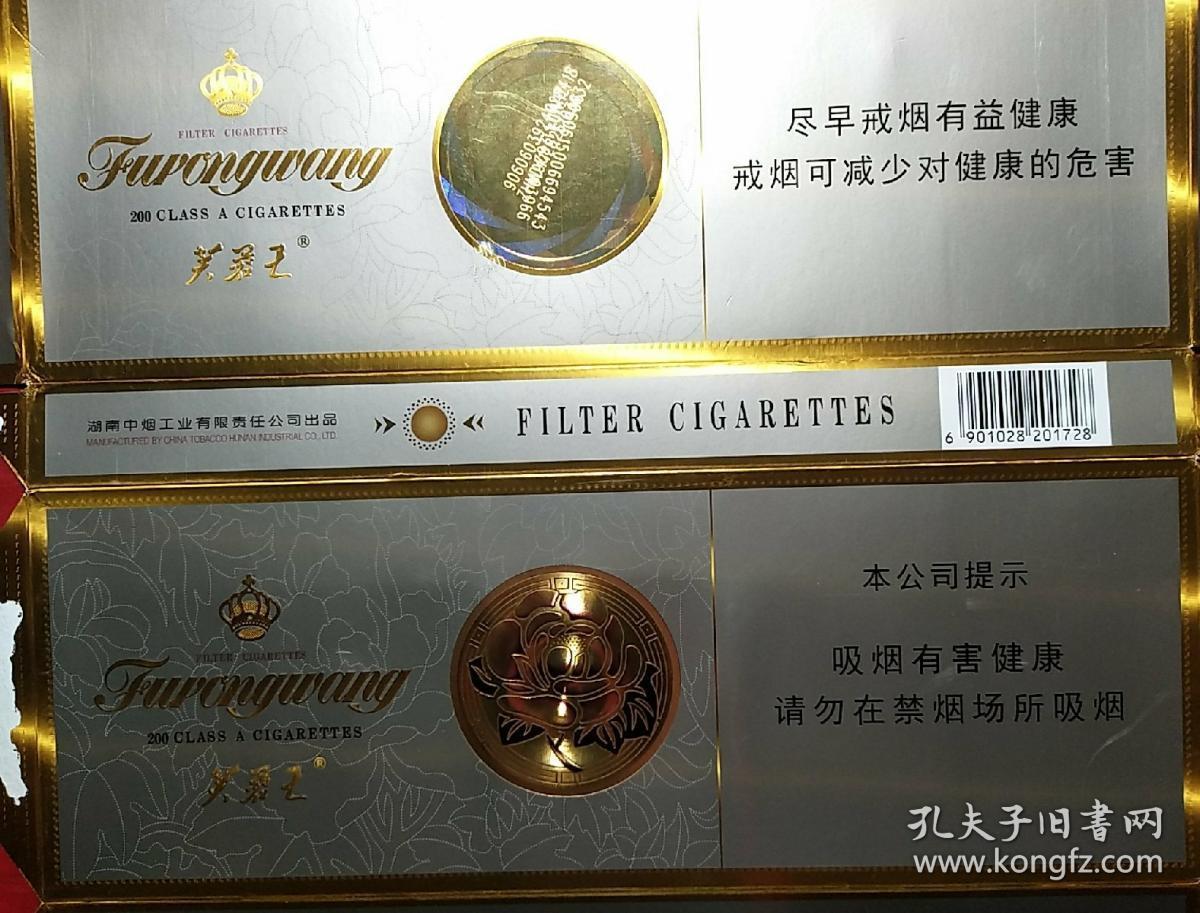 FILTER CIGARETTES
Furongwang
200 CLASS A CIGARETTES
芙蓉王®
尽早戒烟有益健康
戒烟可减少对健康的危害
湖南中烟工业有限责任公司出品
MANUFACTURED BY CHINA TOBACCO HUNAN INDUSTRIAL CO., LTD.
FILTER CIGARETTES
6 901028 201728
FILTER CIGARETTES
Furongwang
200 CLASS A CIGARETTES
芙蓉王®
本公司提示
吸烟有害健康
请勿在禁烟场所吸烟
孔夫子旧書网
www.kongfz.com